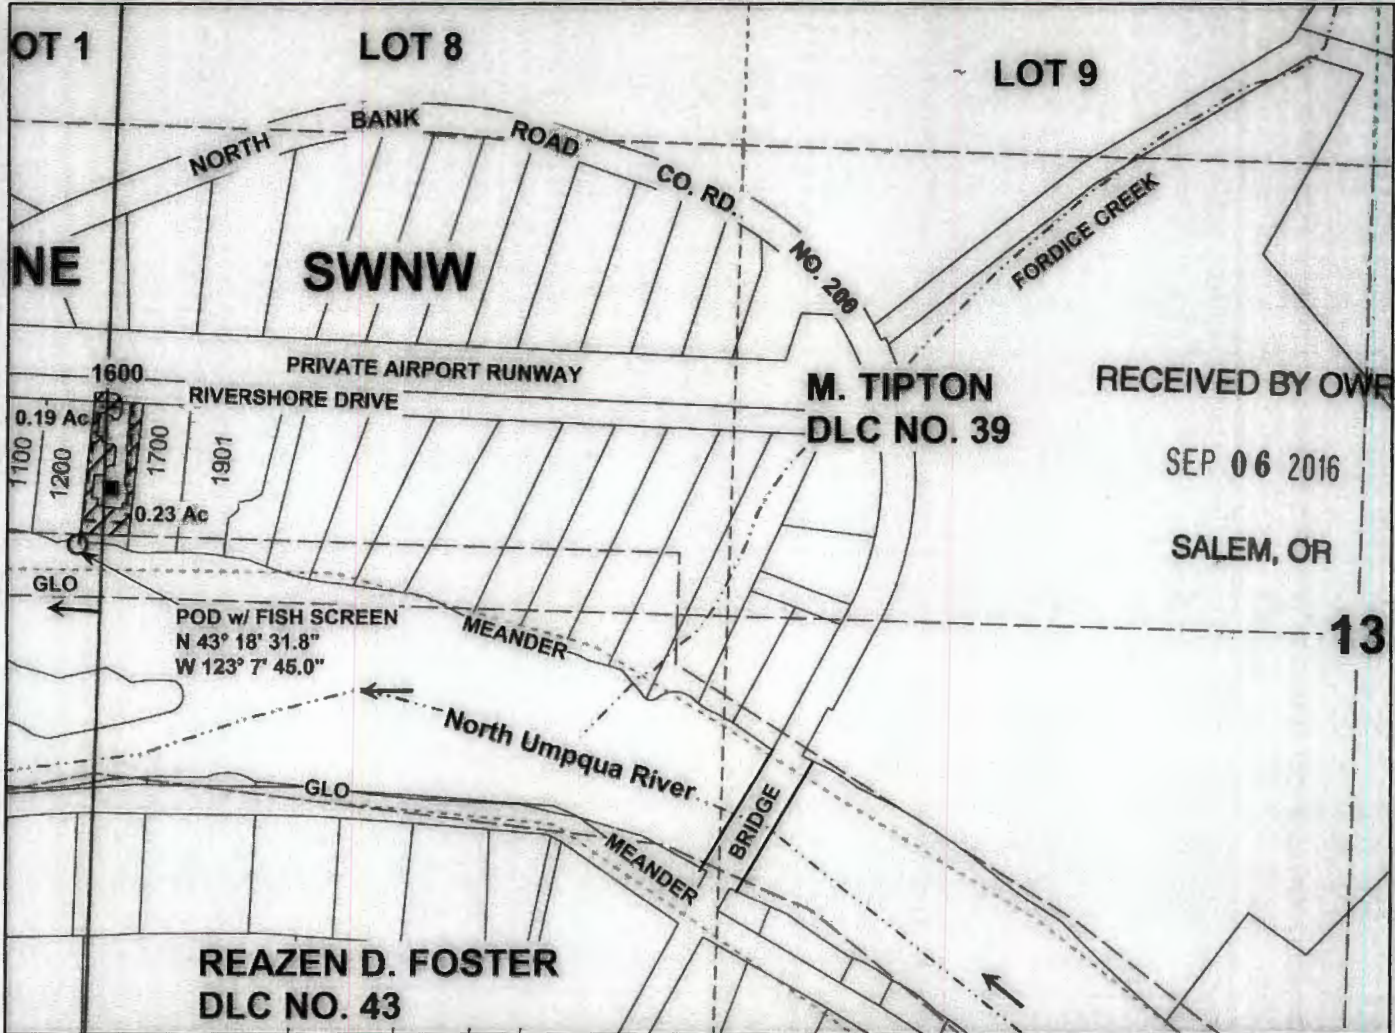 OT 1
LOT 8
LOT 9
NORTH BANK ROAD CO. RD. NO. 200
FORDICE CREEK
NE
SWNW
PRIVATE AIRPORT RUNWAY
1600
RIVERSHORE DRIVE
M. TIPTON
DLC NO. 39
RECEIVED BY OWR
SEP 06 2016
SALEM, OR
0.19 Ac
1100
1200
1700
1901
0.23 Ac
GLO
POD w/ FISH SCREEN
N 43° 18' 31.8"
W 123° 7' 45.0"
MEANDER
13
North Umpqua River
GLO
MEANDER
BRIDGE
REAZEN D. FOSTER
DLC NO. 43